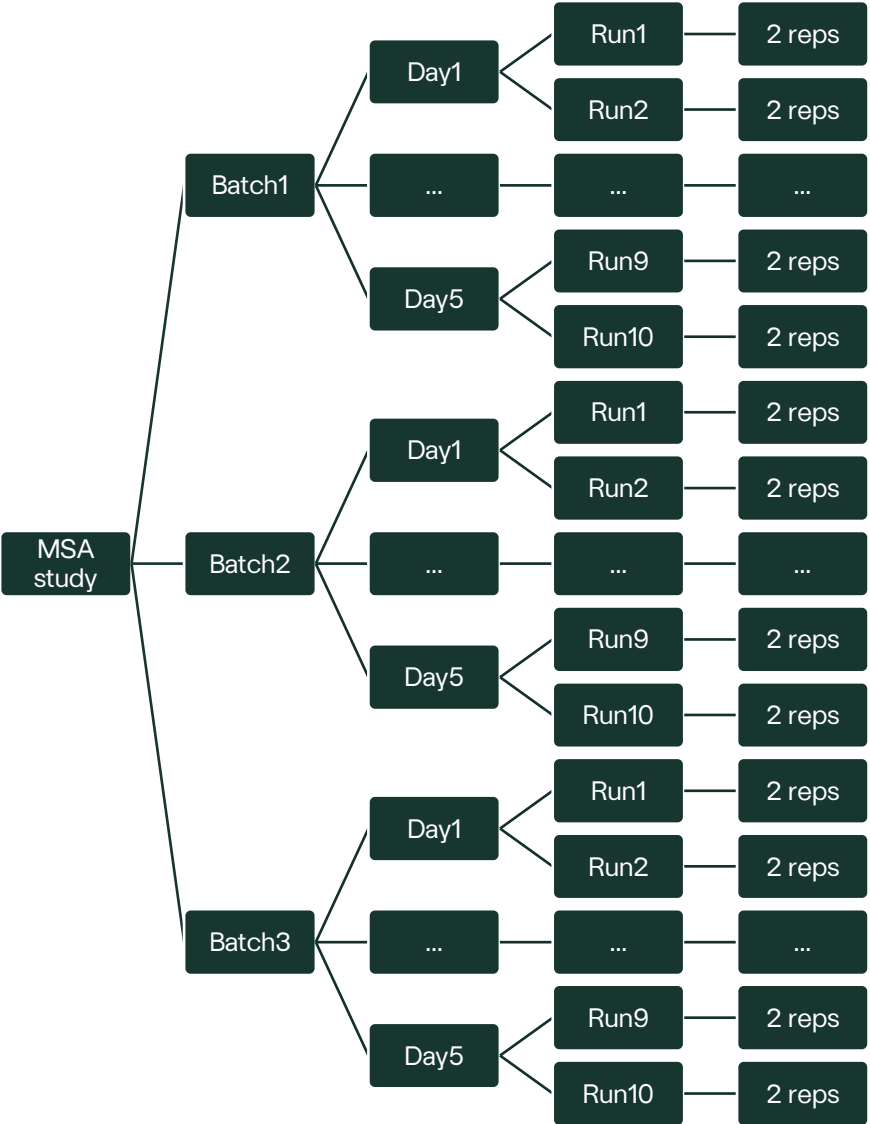 Run1
2 reps
Day1
Run2
2 reps
Batch1
...
...
...
Run9
2 reps
Day5
Run10
2 reps
Run1
2 reps
Day1
Run2
2 reps
MSA
study
Batch2
...
...
...
Run9
2 reps
Day5
Run10
2 reps
Run1
2 reps
Day1
Run2
2 reps
Batch3
...
...
...
Run9
2 reps
Day5
Run10
2 reps